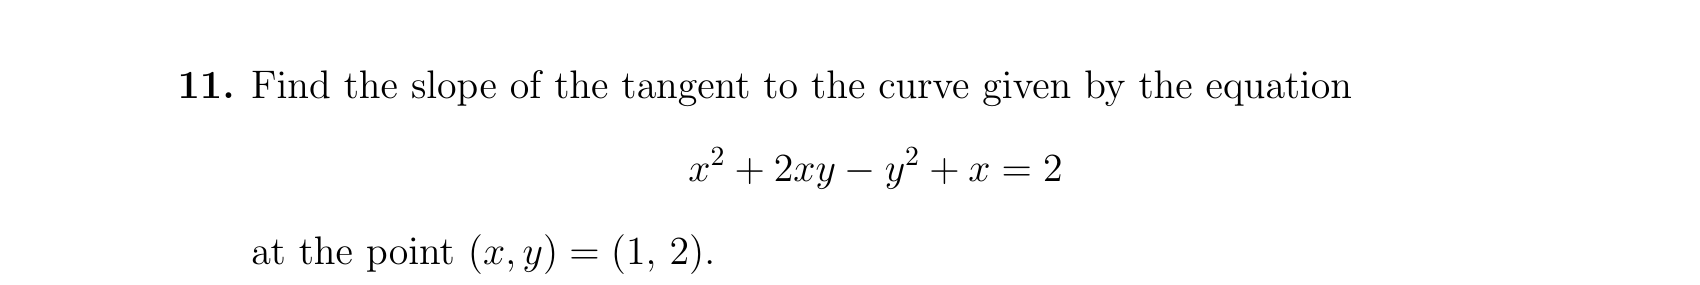 11. Find the slope of the tangent to the curve given by the equation
x² + 2xy − y² + x = 2
at the point (x, y) = (1, 2).